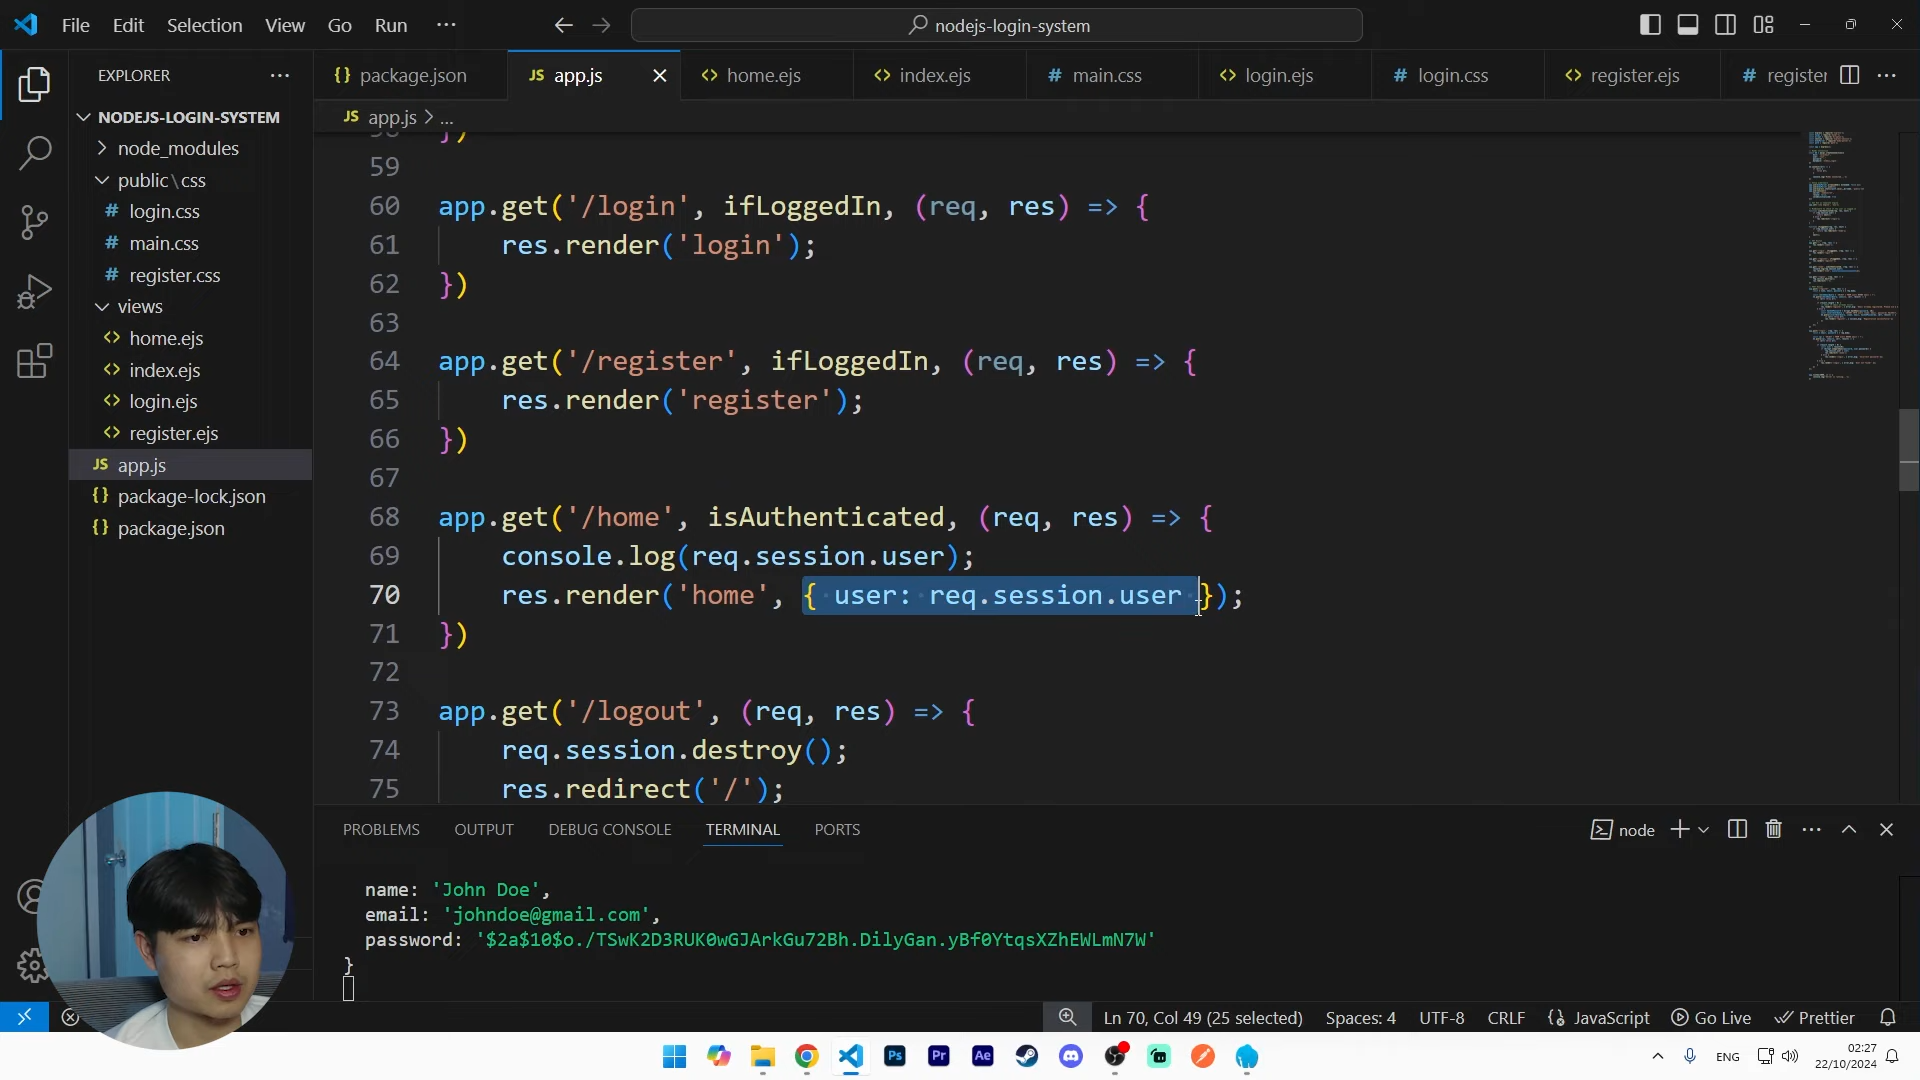 File Edit Selection View Go Run ···
nodejs-login-system
EXPLORER
package.json app.js home.ejs index.ejs main.css login.ejs login.css register.ejs register
JS app.js > ...
NODEJS-LOGIN-SYSTEM
node_modules
public\css
# login.css
# main.css
# register.css
views
<> home.ejs
<> index.ejs
<> login.ejs
<> register.ejs
JS app.js
{} package-lock.json
{} package.json
58 })
59
60 app.get('/login', ifLoggedIn, (req, res) => {
61 res.render('login');
62 })
63
64 app.get('/register', ifLoggedIn, (req, res) => {
65 res.render('register');
66 })
67
68 app.get('/home', isAuthenticated, (req, res) => {
69 console.log(req.session.user);
70 res.render('home', { user: req.session.user });
71 })
72
73 app.get('/logout', (req, res) => {
74 req.session.destroy();
75 res.redirect('/');
PROBLEMS OUTPUT DEBUG CONSOLE TERMINAL PORTS
node
name: 'John Doe',
email: 'johndoe@gmail.com',
password: '$2a$10$o./TSwK2D3RUK0wGJArkGu72Bh.DilyGan.yBf0YtqsXZhEWLmN7W'
}
Ln 70, Col 49 (25 selected) Spaces: 4 UTF-8 CRLF {} JavaScript Go Live Prettier
Ps Pr Ae
ENG
02:27
22/10/2024